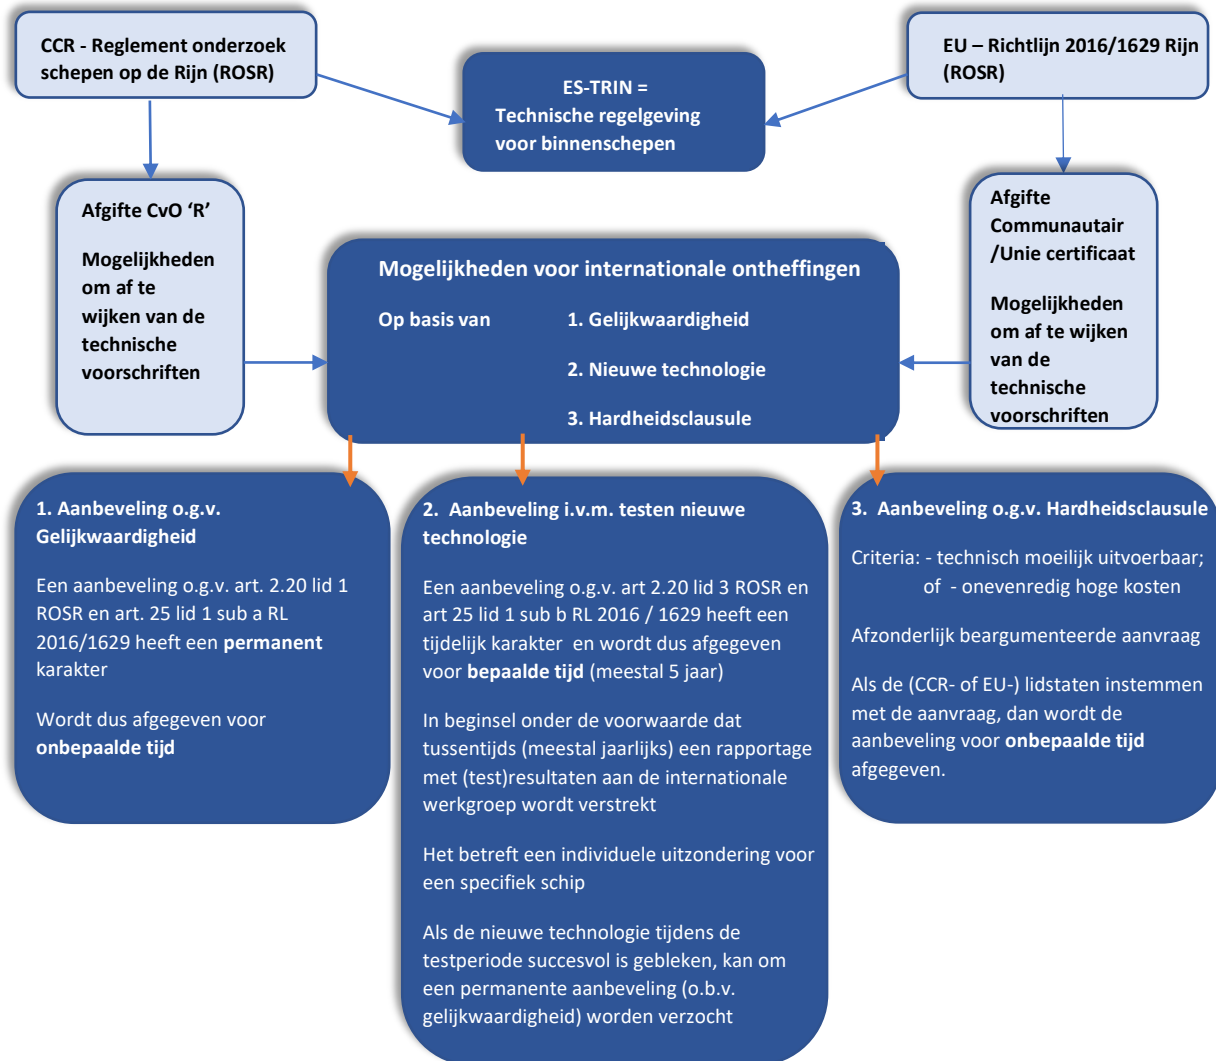 CCR - Reglement onderzoek
schepen op de Rijn (ROSR)
ES-TRIN =
Technische regelgeving
voor binnenschepen
EU – Richtlijn 2016/1629 Rijn
(ROSR)
Afgifte CvO ‘R’
Mogelijkheden
om af te
wijken van de
technische
voorschriften
Mogelijkheden voor internationale ontheffingen
Op basis van 1. Gelijkwaardigheid
2. Nieuwe technologie
3. Hardheidsclausule
Afgifte
Communautair
/Unie certificaat
Mogelijkheden
om af te wijken
van de
technische
voorschriften
1. Aanbeveling o.g.v.
Gelijkwaardigheid
Een aanbeveling o.g.v. art. 2.20 lid 1
ROSR en art. 25 lid 1 sub a RL
2016/1629 heeft een permanent
karakter
Wordt dus afgegeven voor
onbepaalde tijd
2. Aanbeveling i.v.m. testen nieuwe
technologie
Een aanbeveling o.g.v. art 2.20 lid 3 ROSR en
art 25 lid 1 sub b RL 2016 / 1629 heeft een
tijdelijk karakter en wordt dus afgegeven
voor bepaalde tijd (meestal 5 jaar)
In beginsel onder de voorwaarde dat
tussentijds (meestal jaarlijks) een rapportage
met (test)resultaten aan de internationale
werkgroep wordt verstrekt
Het betreft een individuele uitzondering voor
een specifiek schip
Als de nieuwe technologie tijdens de
testperiode succesvol is gebleken, kan om
een permanente aanbeveling (o.b.v.
gelijkwaardigheid) worden verzocht
3. Aanbeveling o.g.v. Hardheidsclausule
Criteria: - technisch moeilijk uitvoerbaar;
of - onevenredig hoge kosten
Afzonderlijk beargumenteerde aanvraag
Als de (CCR- of EU-) lidstaten instemmen
met de aanvraag, dan wordt de
aanbeveling voor onbepaalde tijd
afgegeven.